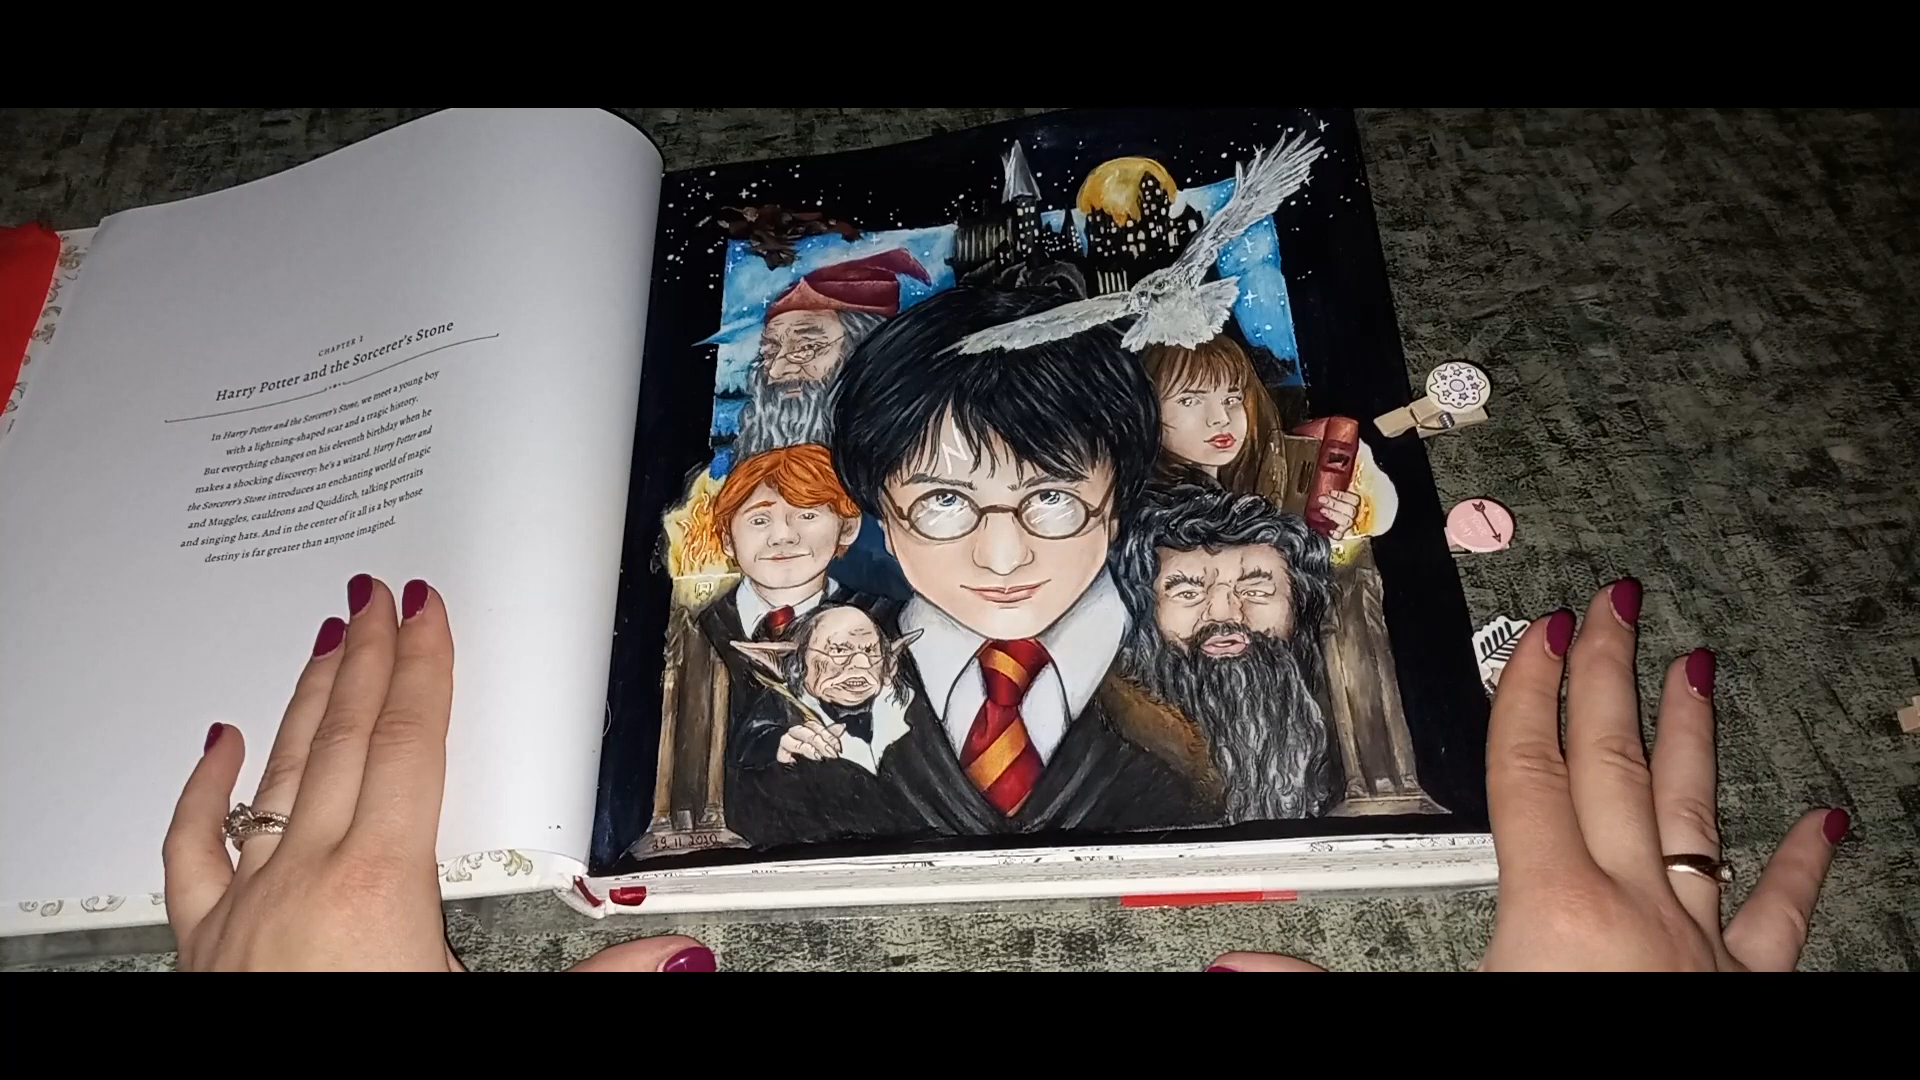 CHAPTER 1
Harry Potter and the Sorcerer's Stone
In Harry Potter and the Sorcerer's Stone, we meet a young boy
with a lightning-shaped scar and a tragic history.
But everything changes on his eleventh birthday when he
makes a shocking discovery: he's a wizard. Harry Potter and
the Sorcerer's Stone introduces an enchanting world of magic
and Muggles, cauldrons and Quidditch, talking portraits
and singing hats. And in the center of it all is a boy whose
destiny is far greater than anyone imagined.
29 11 2020